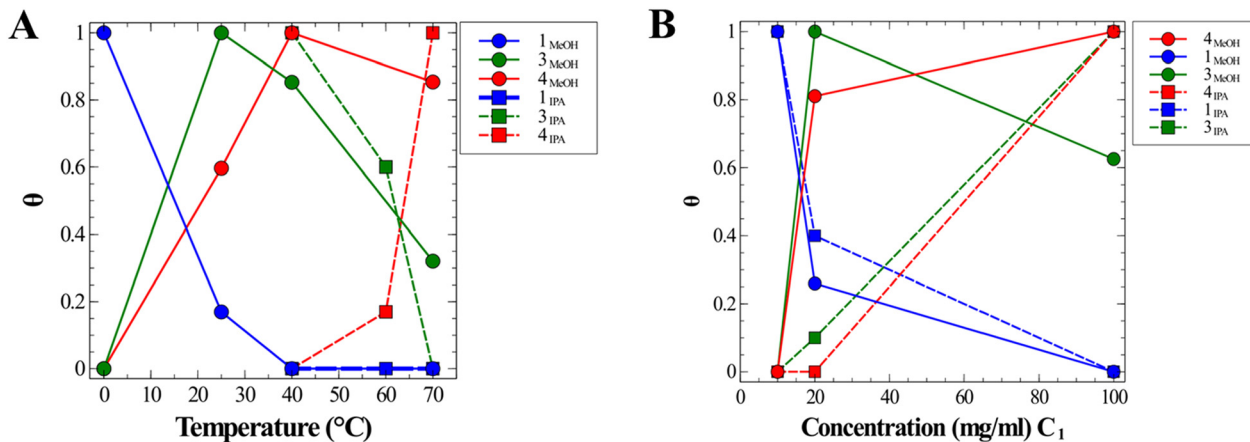 A
θ
1
0.8
0.6
0.4
0.2
0
0 10 20 30 40 50 60 70
Temperature (°C)
1 MeOH
3 MeOH
4 MeOH
1 IPA
3 IPA
4 IPA
B
θ
1
0.8
0.6
0.4
0.2
0
0 20 40 60 80 100
Concentration (mg/ml) C1
4 MeOH
1 MeOH
3 MeOH
4 IPA
1 IPA
3 IPA